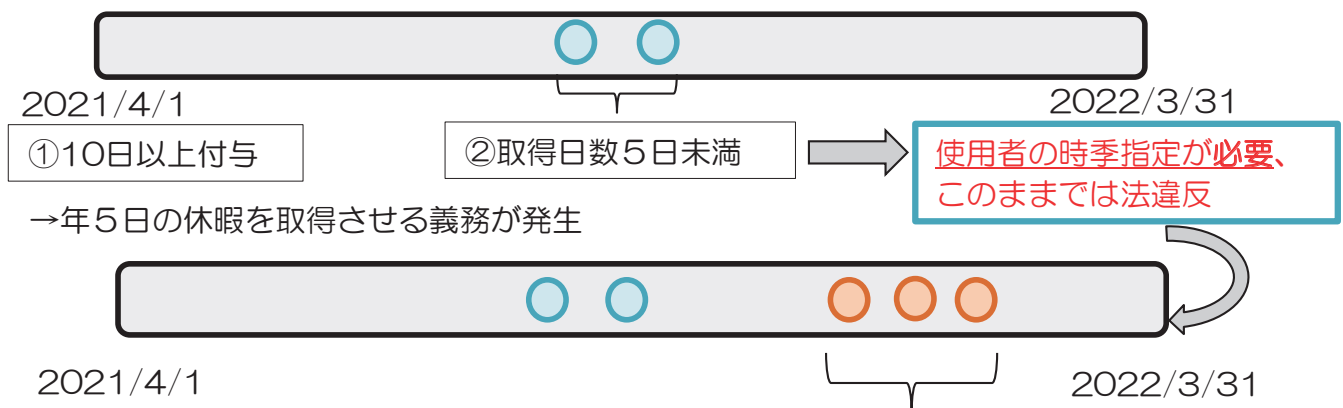 2021/4/1
2022/3/31
①10日以上付与
②取得日数５日未満
使用者の時季指定が必要、
このままでは法違反
→年５日の休暇を取得させる義務が発生
2021/4/1
2022/3/31